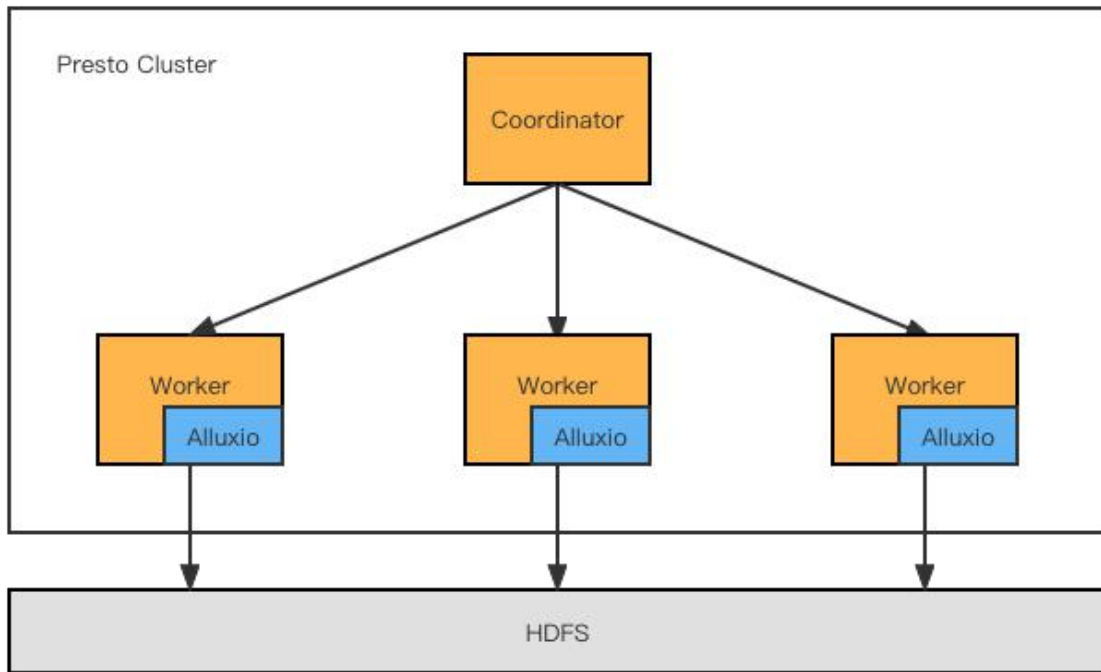 Presto Cluster
Coordinator
Worker
Alluxio
Worker
Alluxio
Worker
Alluxio
HDFS